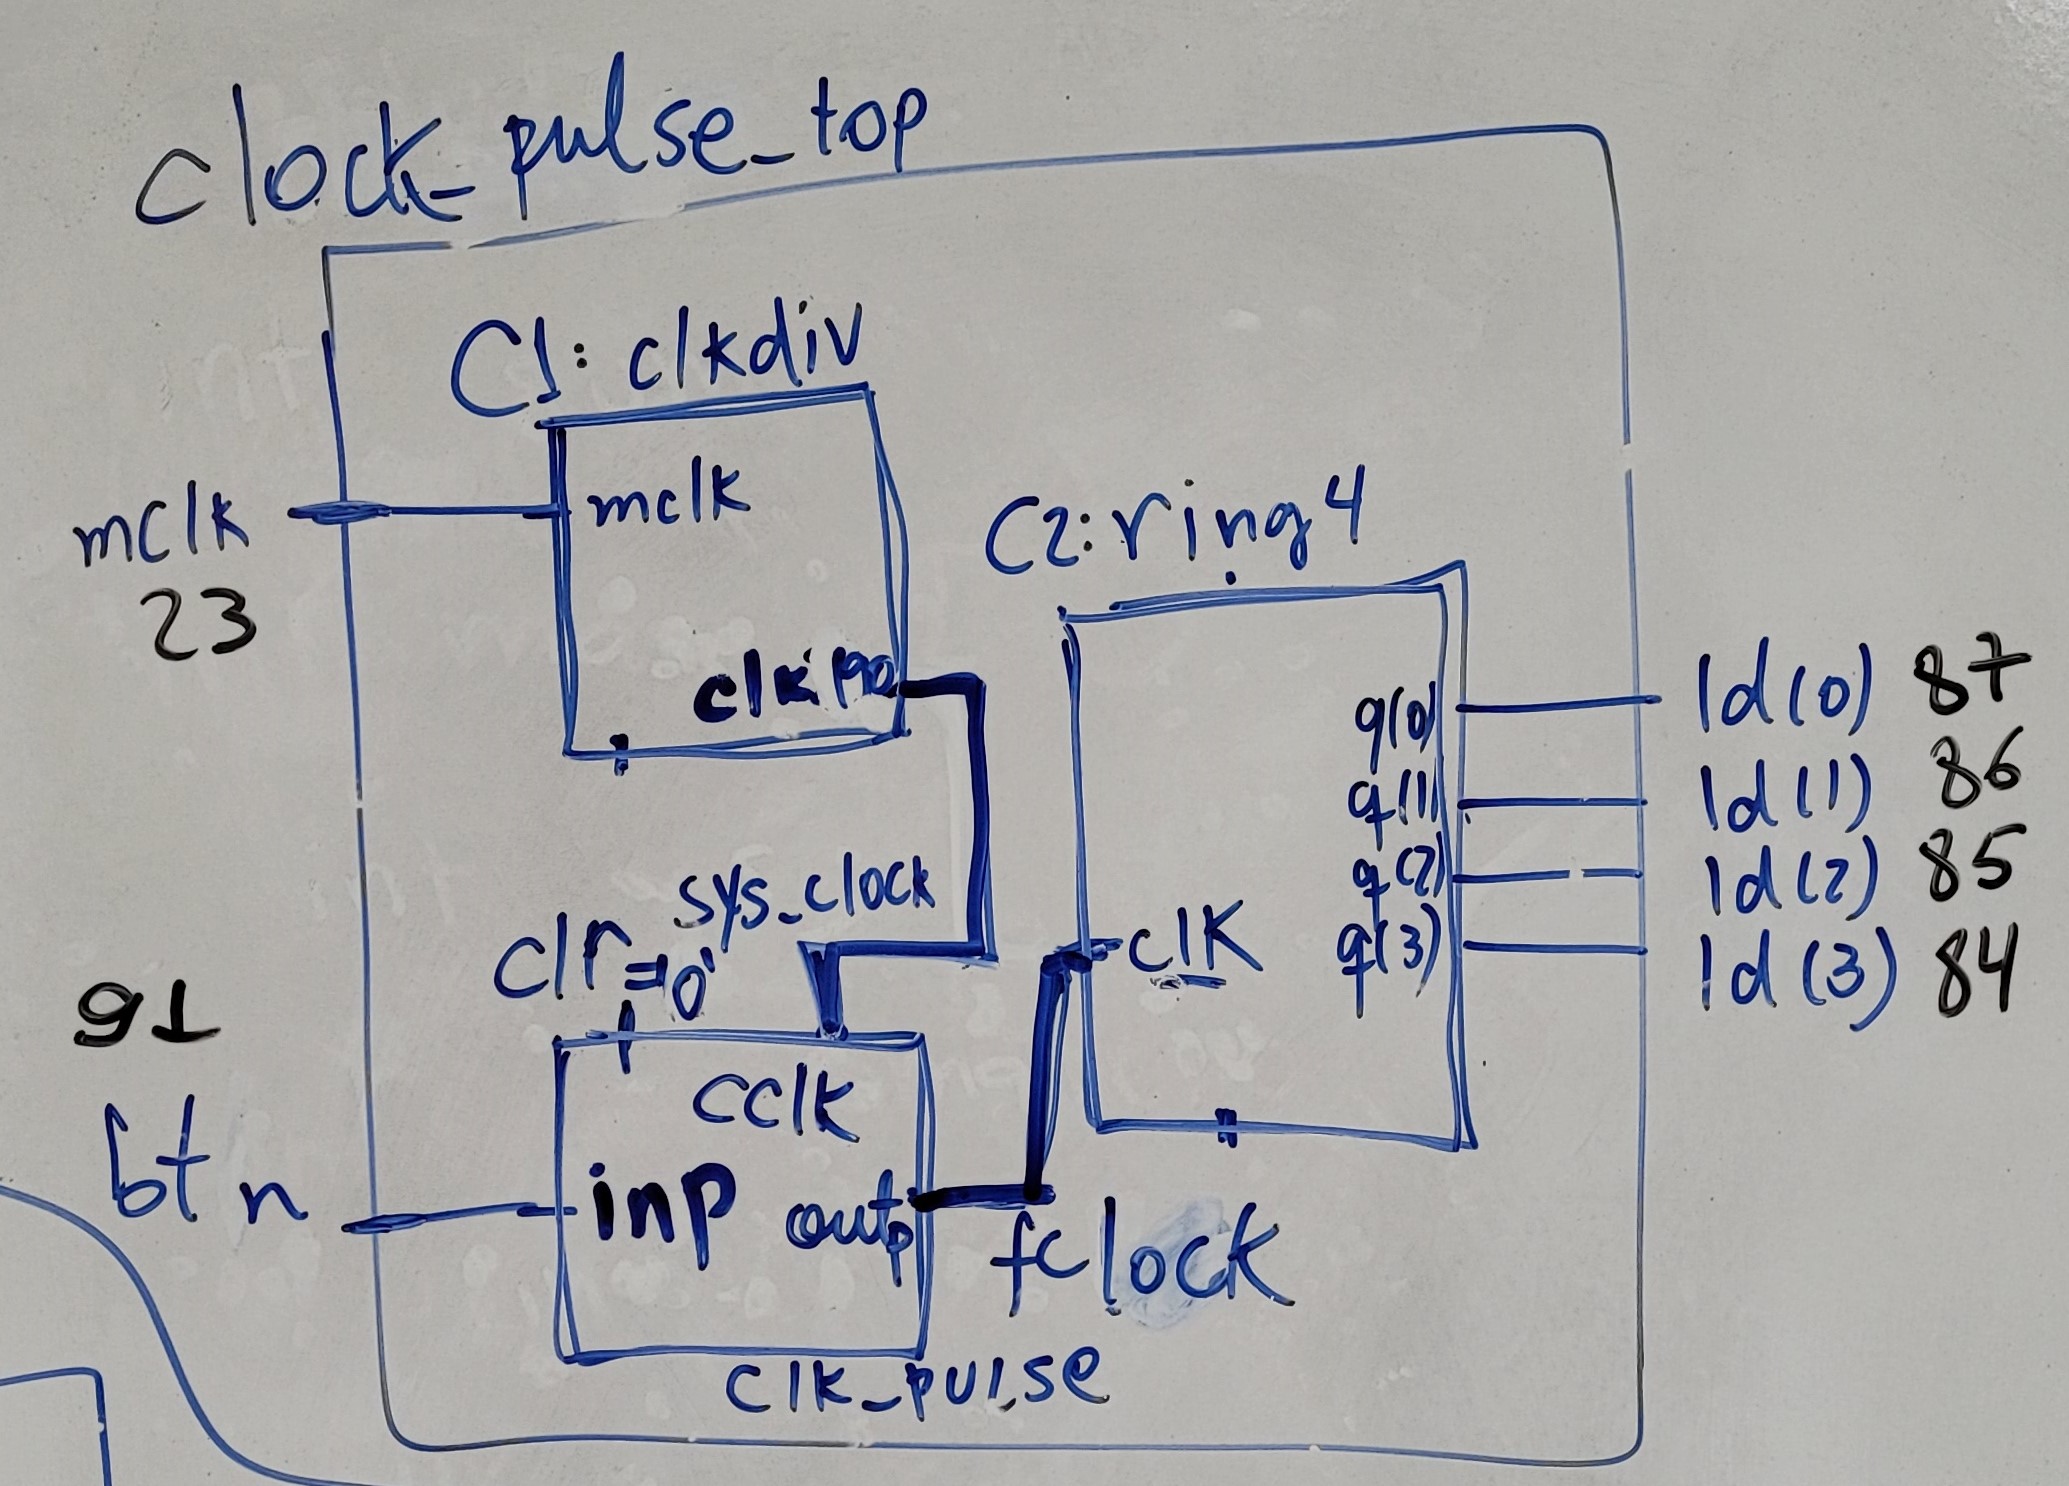 clock_pulse_top
C1: clkdiv
mclk
23
mclk
clk190
C2: ring4
q(0)
q(1)
q(2)
q(3)
clk
ld(0) 87
ld(1) 86
ld(2) 85
ld(3) 84
sys_clock
clr='0'
91
btn
cclk
inp outp
fclock
clk_pulse